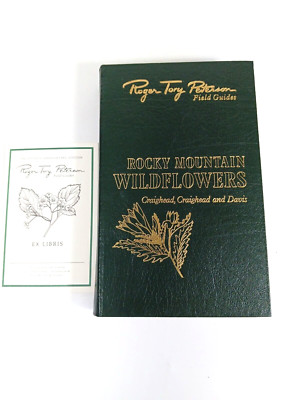 Roger Tory Peterson
Field Guides
ROCKY MOUNTAIN
WILDFLOWERS
Craighead, Craighead and Davis
Roger Tory Peterson
EX LIBRIS